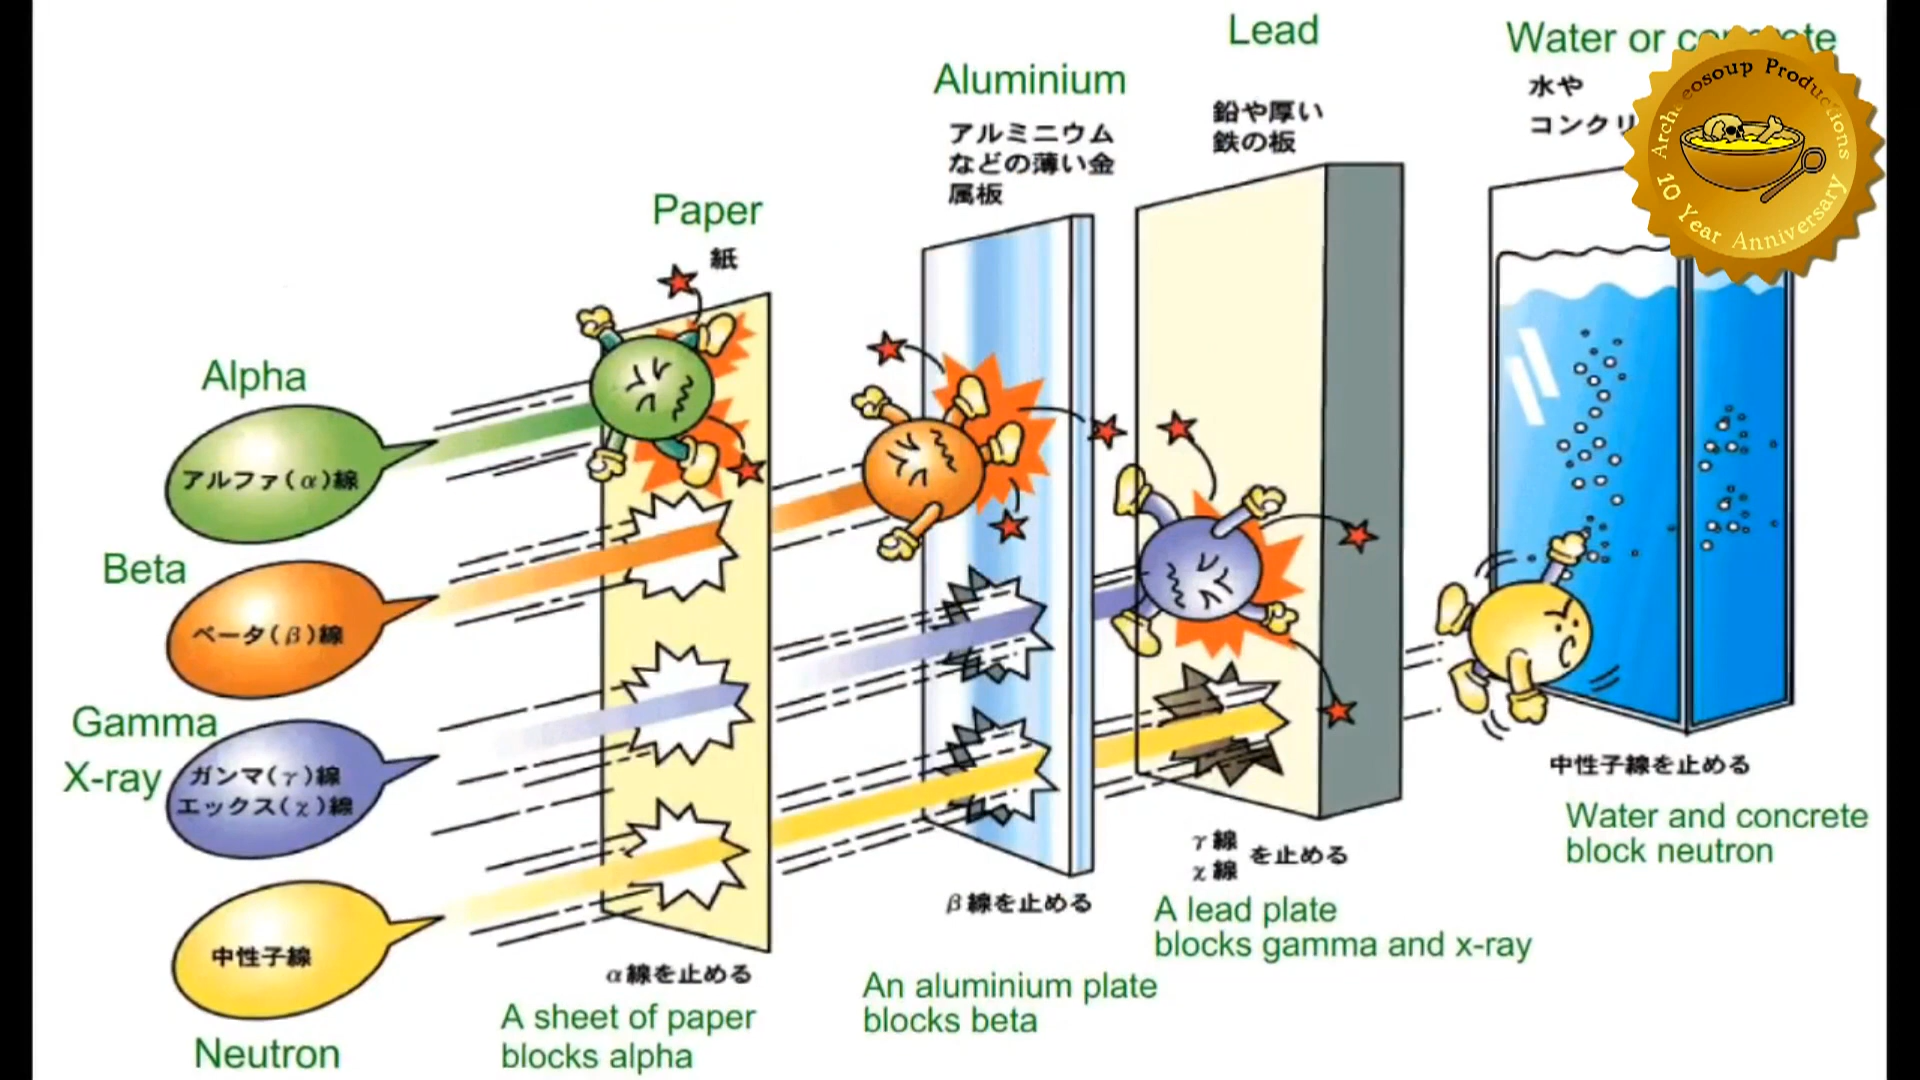 Lead
Water or concrete
Aluminium
水や
コンクリ
鉛や厚い
鉄の板
アルミニウム
などの薄い金
属板
Archaeosoup Productions
10 Year Anniversary
Paper
紙
Alpha
アルファ(α)線
Beta
ベータ(β)線
Gamma
X-ray
ガンマ(γ)線
エックス(χ)線
中性子線
Neutron
α線を止める
A sheet of paper
blocks alpha
β線を止める
An aluminium plate
blocks beta
γ線
χ線
を止める
A lead plate
blocks gamma and x-ray
中性子線を止める
Water and concrete
block neutron